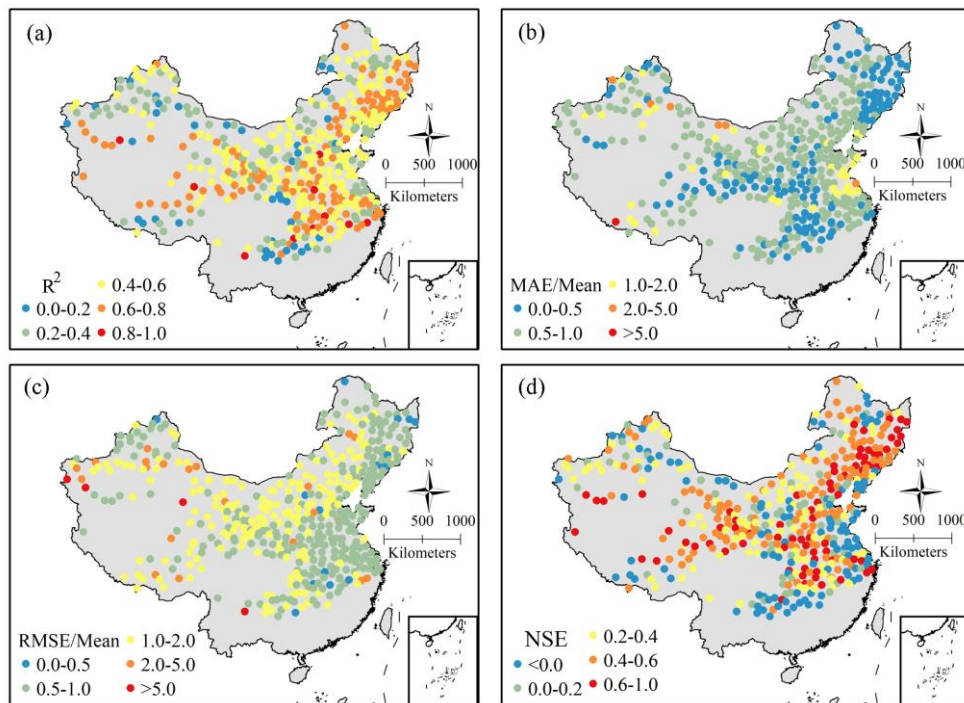 (a)
N
0 500 1000
Kilometers
R²
0.4-0.6
0.0-0.2
0.6-0.8
0.2-0.4
0.8-1.0
(b)
N
0 500 1000
Kilometers
MAE/Mean
1.0-2.0
0.0-0.5
2.0-5.0
0.5-1.0
>5.0
(c)
N
0 500 1000
Kilometers
RMSE/Mean
1.0-2.0
0.0-0.5
2.0-5.0
0.5-1.0
>5.0
(d)
N
0 500 1000
Kilometers
NSE
0.2-0.4
<0.0
0.4-0.6
0.0-0.2
0.6-1.0